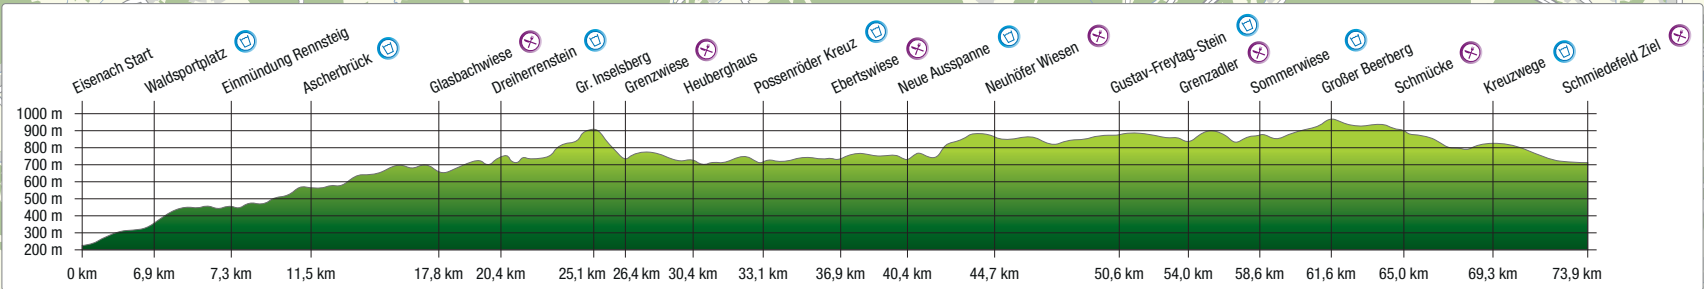 Eisenach Start
Waldsportplatz
Einmündung Rennsteig
Ascherbrück
Glasbachwiese
Dreiherrenstein
Gr. Inselsberg
Grenzwiese
Heuberghaus
Possenröder Kreuz
Ebertswiese
Neue Ausspanne
Neuhöfer Wiesen
Gustav-Freytag-Stein
Grenzadler
Sommerwiese
Großer Beerberg
Schmücke
Kreuzwege
Schmiedefeld Ziel
1000 m
900 m
800 m
700 m
600 m
500 m
400 m
300 m
200 m
0 km 6,9 km 7,3 km 11,5 km 17,8 km 20,4 km 25,1 km 26,4 km 30,4 km 33,1 km 36,9 km 40,4 km 44,7 km 50,6 km 54,0 km 58,6 km 61,6 km 65,0 km 69,3 km 73,9 km